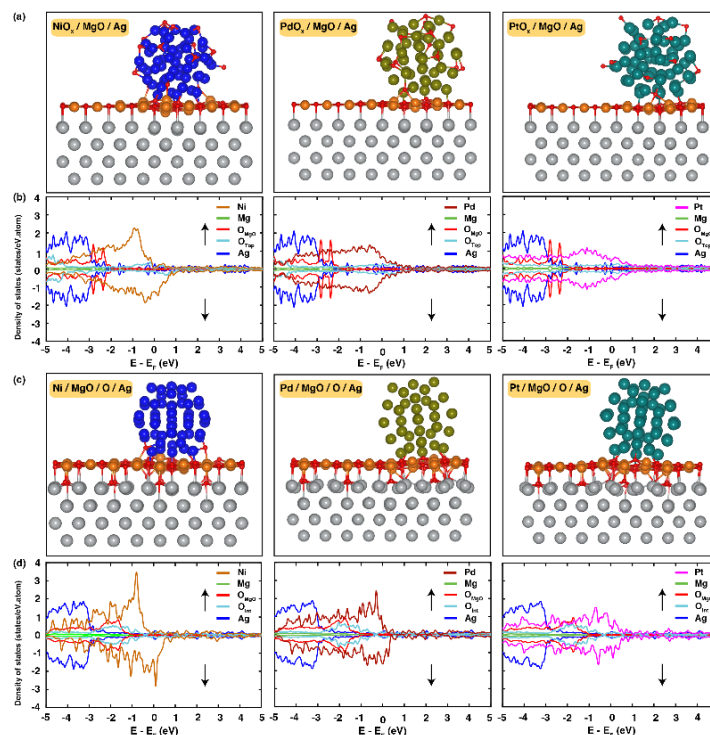 (a)
NiOx / MgO / Ag
PdOx / MgO / Ag
PtOx / MgO / Ag
(b)
Density of states (states/eV.atom)
4
3
2
1
0
-1
-2
-3
-4
Ni
Mg
OMgO
OTop
Ag
-5 -4 -3 -2 -1 0 1 2 3 4 5
E - EF (eV)
Pd
Mg
OMgO
OTop
Ag
-5 -4 -3 -2 -1 0 1 2 3 4 5
E - EF (eV)
Pt
Mg
OMgO
OTop
Ag
-5 -4 -3 -2 -1 0 1 2 3 4
E - EF (eV)
(c)
Ni / MgO / O / Ag
Pd / MgO / O / Ag
Pt / MgO / O / Ag
(d)
Density of states (states/eV.atom)
4
3
2
1
0
-1
-2
-3
-4
Ni
Mg
OMgO
OInt
Ag
-5 -4 -3 -2 -1 0 1 2 3 4 5
E - EF (eV)
Pd
Mg
OMgO
OInt
Ag
-5 -4 -3 -2 -1 0 1 2 3 4 5
E - EF (eV)
Pt
Mg
OMgO
OInt
Ag
-5 -4 -3 -2 -1 0 1 2 3 4
E - EF (eV)